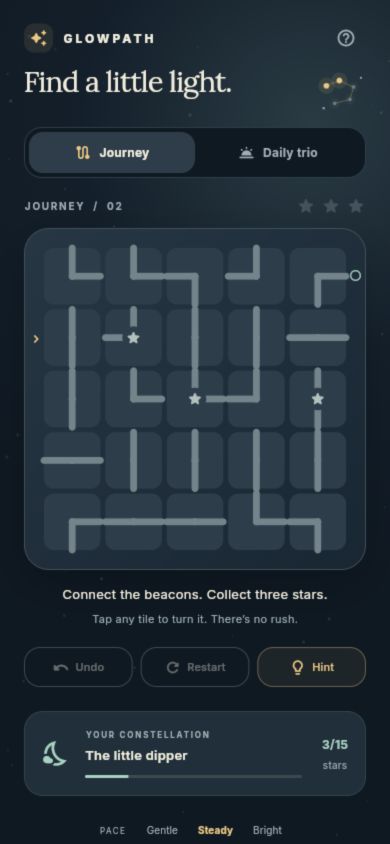 GLOWPATH
Find a little light.
Journey
Daily trio
JOURNEY / 02
Connect the beacons. Collect three stars.
Tap any tile to turn it. There's no rush.
Undo
Restart
Hint
YOUR CONSTELLATION
The little dipper
3/15
stars
PACE Gentle Steady Bright